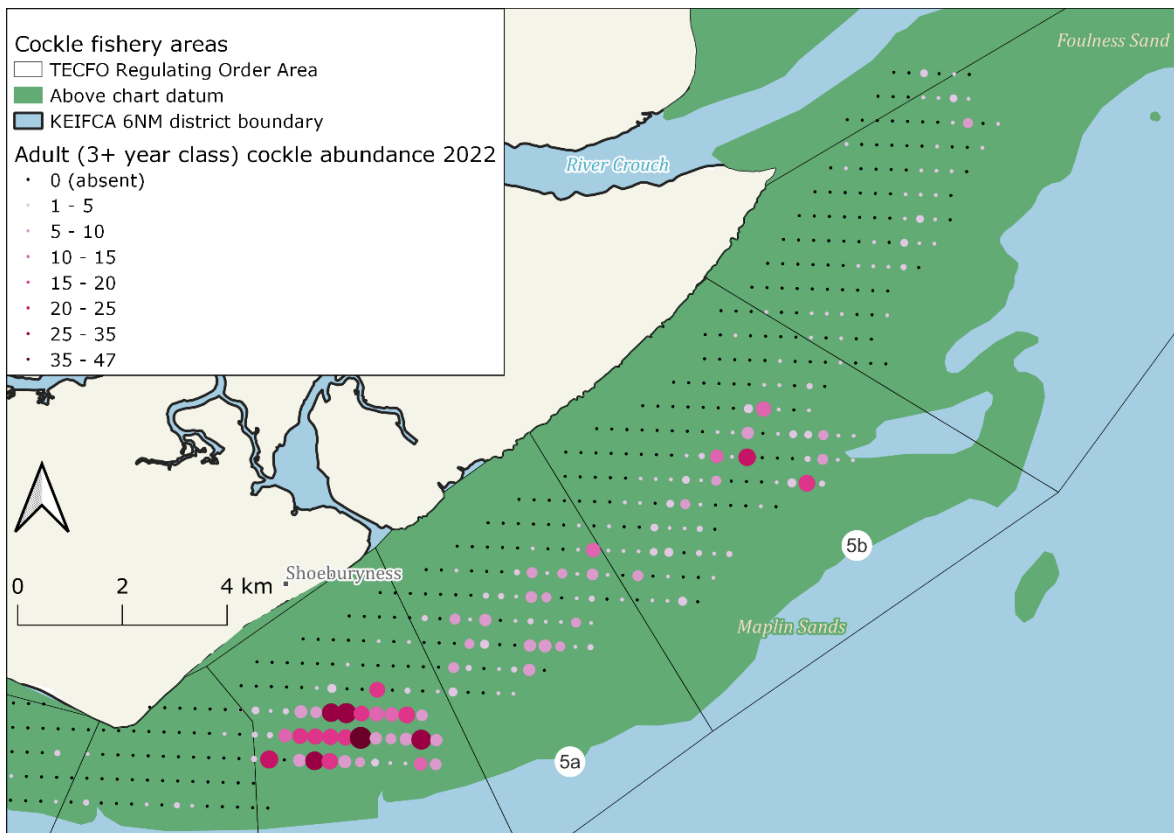 Cockle fishery areas
TECFO Regulating Order Area
Above chart datum
KEIFCA 6NM district boundary
Adult (3+ year class) cockle abundance 2022
0 (absent)
1 - 5
5 - 10
10 - 15
15 - 20
20 - 25
25 - 35
35 - 47
Foulness Sand
River Crouch
5b
Shoeburyness
0 2 4 km
Maplin Sands
5a